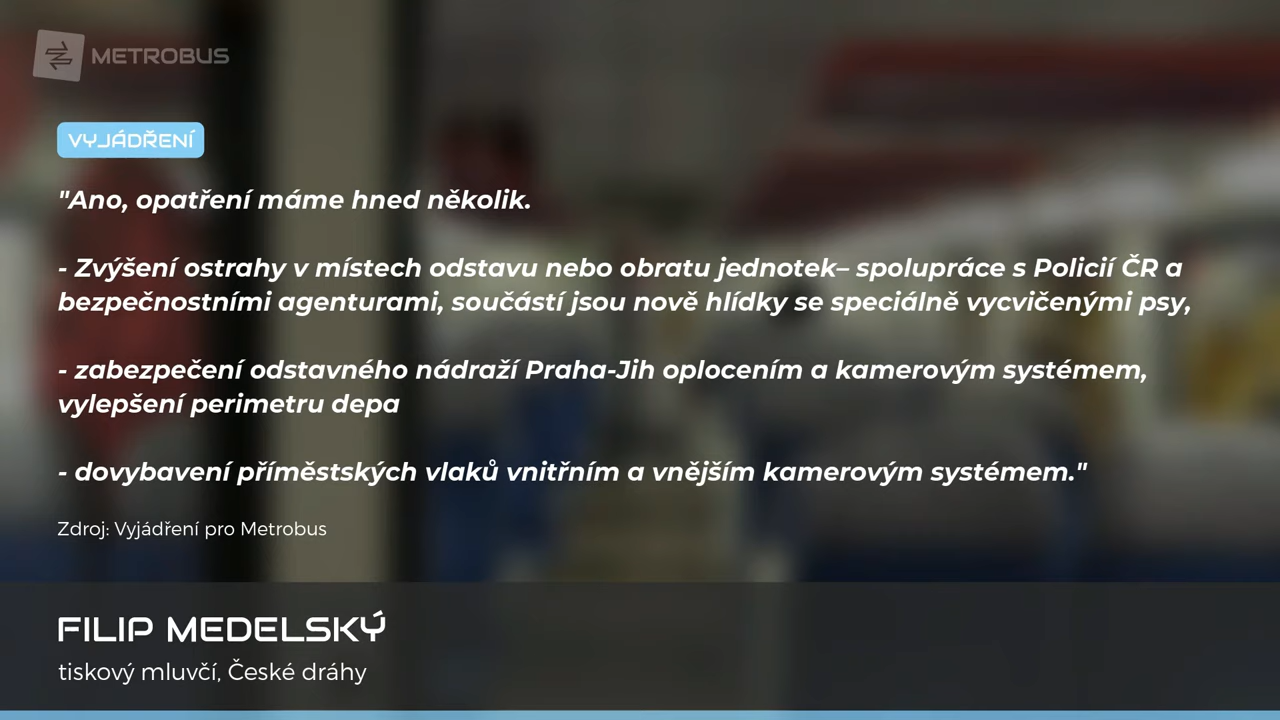 METROBUS
VYJÁDŘENÍ
"Ano, opatření máme hned několik.
- Zvýšení ostrahy v místech odstavu nebo obratu jednotek– spolupráce s Policií ČR a
bezpečnostními agenturami, součástí jsou nově hlídky se speciálně vycvičenými psy,
- zabezpečení odstavného nádraží Praha-Jih oplocením a kamerovým systémem,
vylepšení perimetru depa
- dovybavení příměstských vlaků vnitřním a vnějším kamerovým systémem."
Zdroj: Vyjádření pro Metrobus
FILIP MEDELSKÝ
tiskový mluvčí, České dráhy